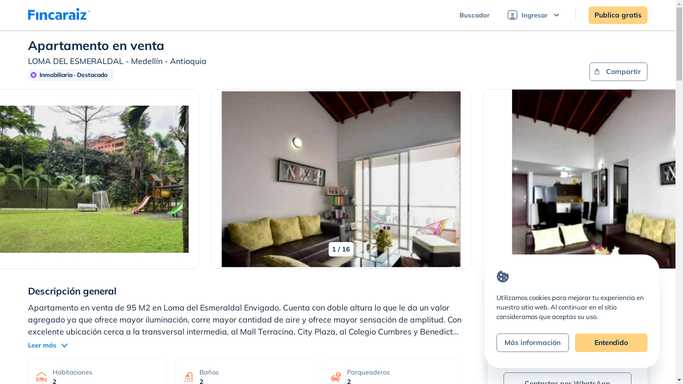 Fincaraiz
Buscador
Ingresar
Publica gratis
Apartamento en venta
LOMA DEL ESMERALDAL - Medellín - Antioquia
Inmobiliaria · Destacado
Compartir
1 / 16
Descripción general
Apartamento en venta de 95 M2 en Loma del Esmeraldal Envigado. Cuenta con doble altura lo que le da un valor
agregado ya que ofrece mayor iluminación, corre mayor cantidad de aire y ofrece mayor sensación de amplitud. Con
excelente ubicación cerca a la transversal intermedia, al Mall Terracina, City Plaza, al Colegio Cumbres y Benedict...
Leer más
Habitaciones
2
Baños
2
Parqueaderos
2
Utilizamos cookies para mejorar tu experiencia en
nuestro sitio web. Al continuar en el sitio
consideramos que aceptas su uso.
Más información
Entendido
Contactar por WhatsApp